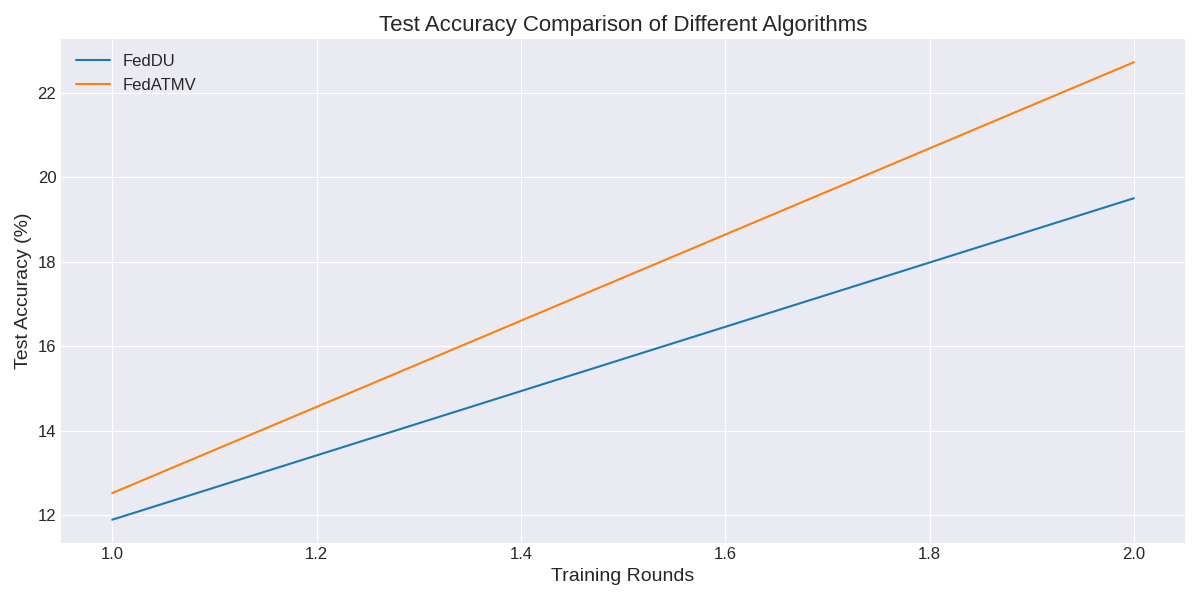 Test Accuracy Comparison of Different Algorithms
FedDU
FedATMV
Test Accuracy (%)
22
20
18
16
14
12
1.0 1.2 1.4 1.6 1.8 2.0
Training Rounds